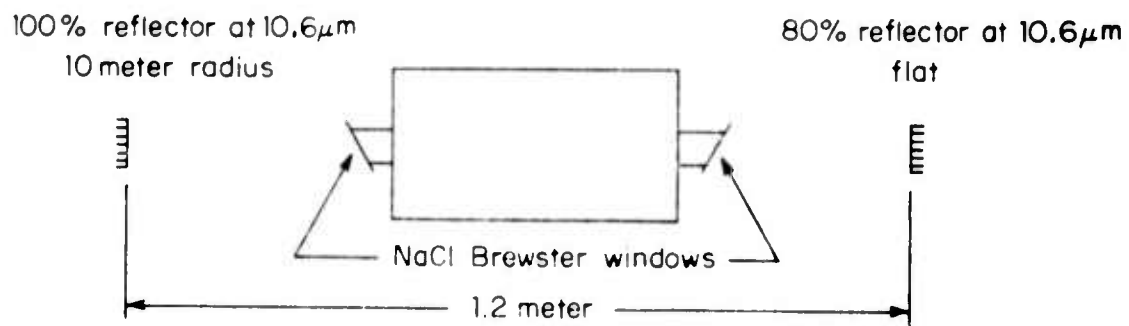 100% reflector at 10.6μm
10 meter radius
80% reflector at 10.6μm
flat
NaCl Brewster windows
1.2 meter